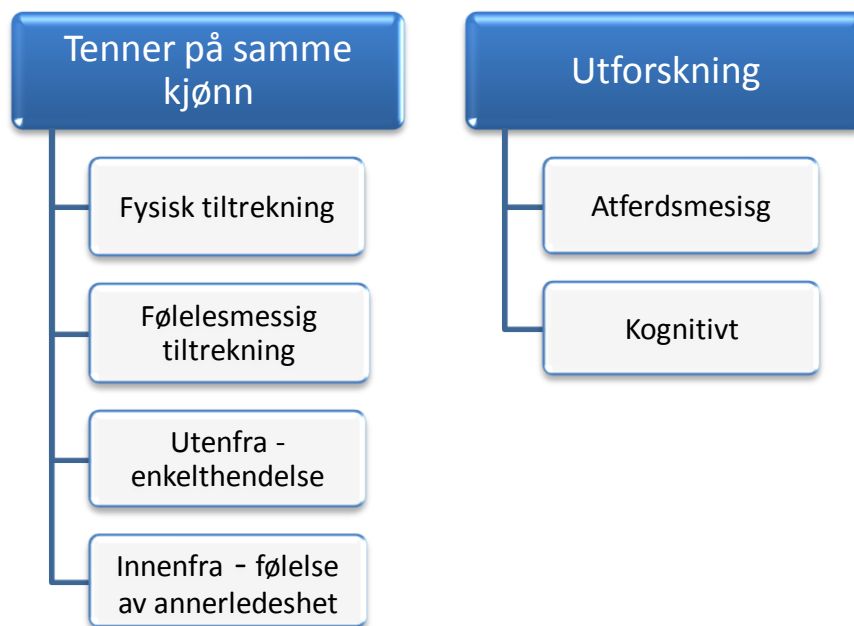 Tenner på samme
kjønn
Fysisk tiltrekning
Følelesmessig
tiltrekning
Utenfra -
enkelthendelse
Innenfra - følelse
av annerledeshet
Utforskning
Atferdsmesisg
Kognitivt